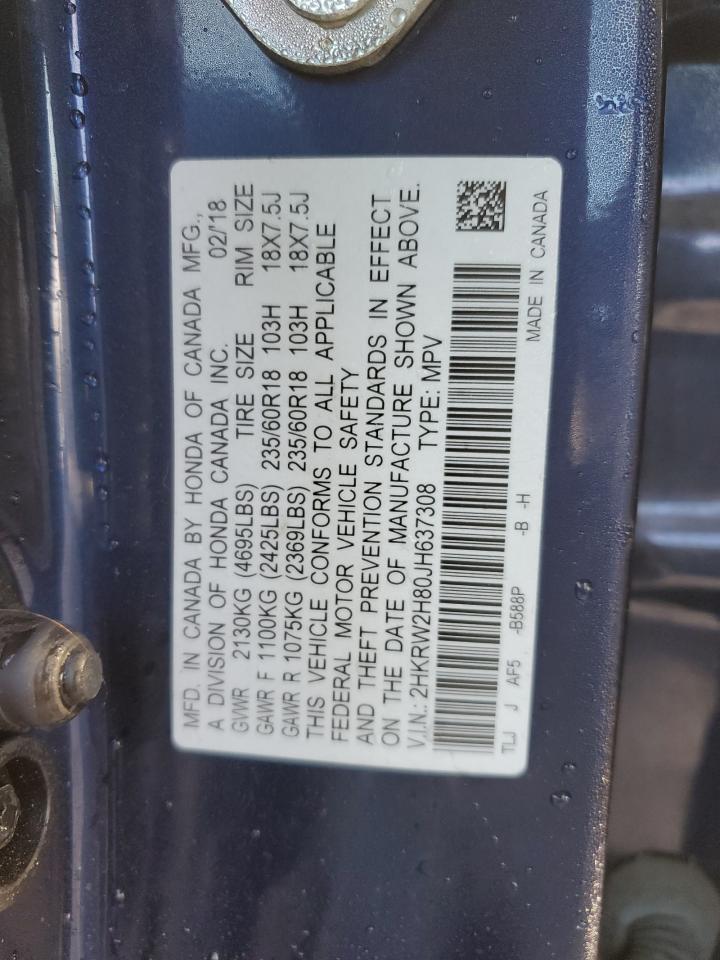 MFD. IN CANADA BY HONDA OF CANADA MFG.,
A DIVISION OF HONDA CANADA INC. 02/'18
GVWR 2130KG (4695LBS) TIRE SIZE RIM SIZE
GAWR F 1100KG (2425LBS) 235/60R18 103H 18X7.5J
GAWR R 1075KG (2369LBS) 235/60R18 103H 18X7.5J
THIS VEHICLE CONFORMS TO ALL APPLICABLE
FEDERAL MOTOR VEHICLE SAFETY
AND THEFT PREVENTION STANDARDS IN EFFECT
ON THE DATE OF MANUFACTURE SHOWN ABOVE.
V.I.N.: 2HKRW2H80JH637308 TYPE: MPV
TLJ J AF5 -B588P -B -H MADE IN CANADA